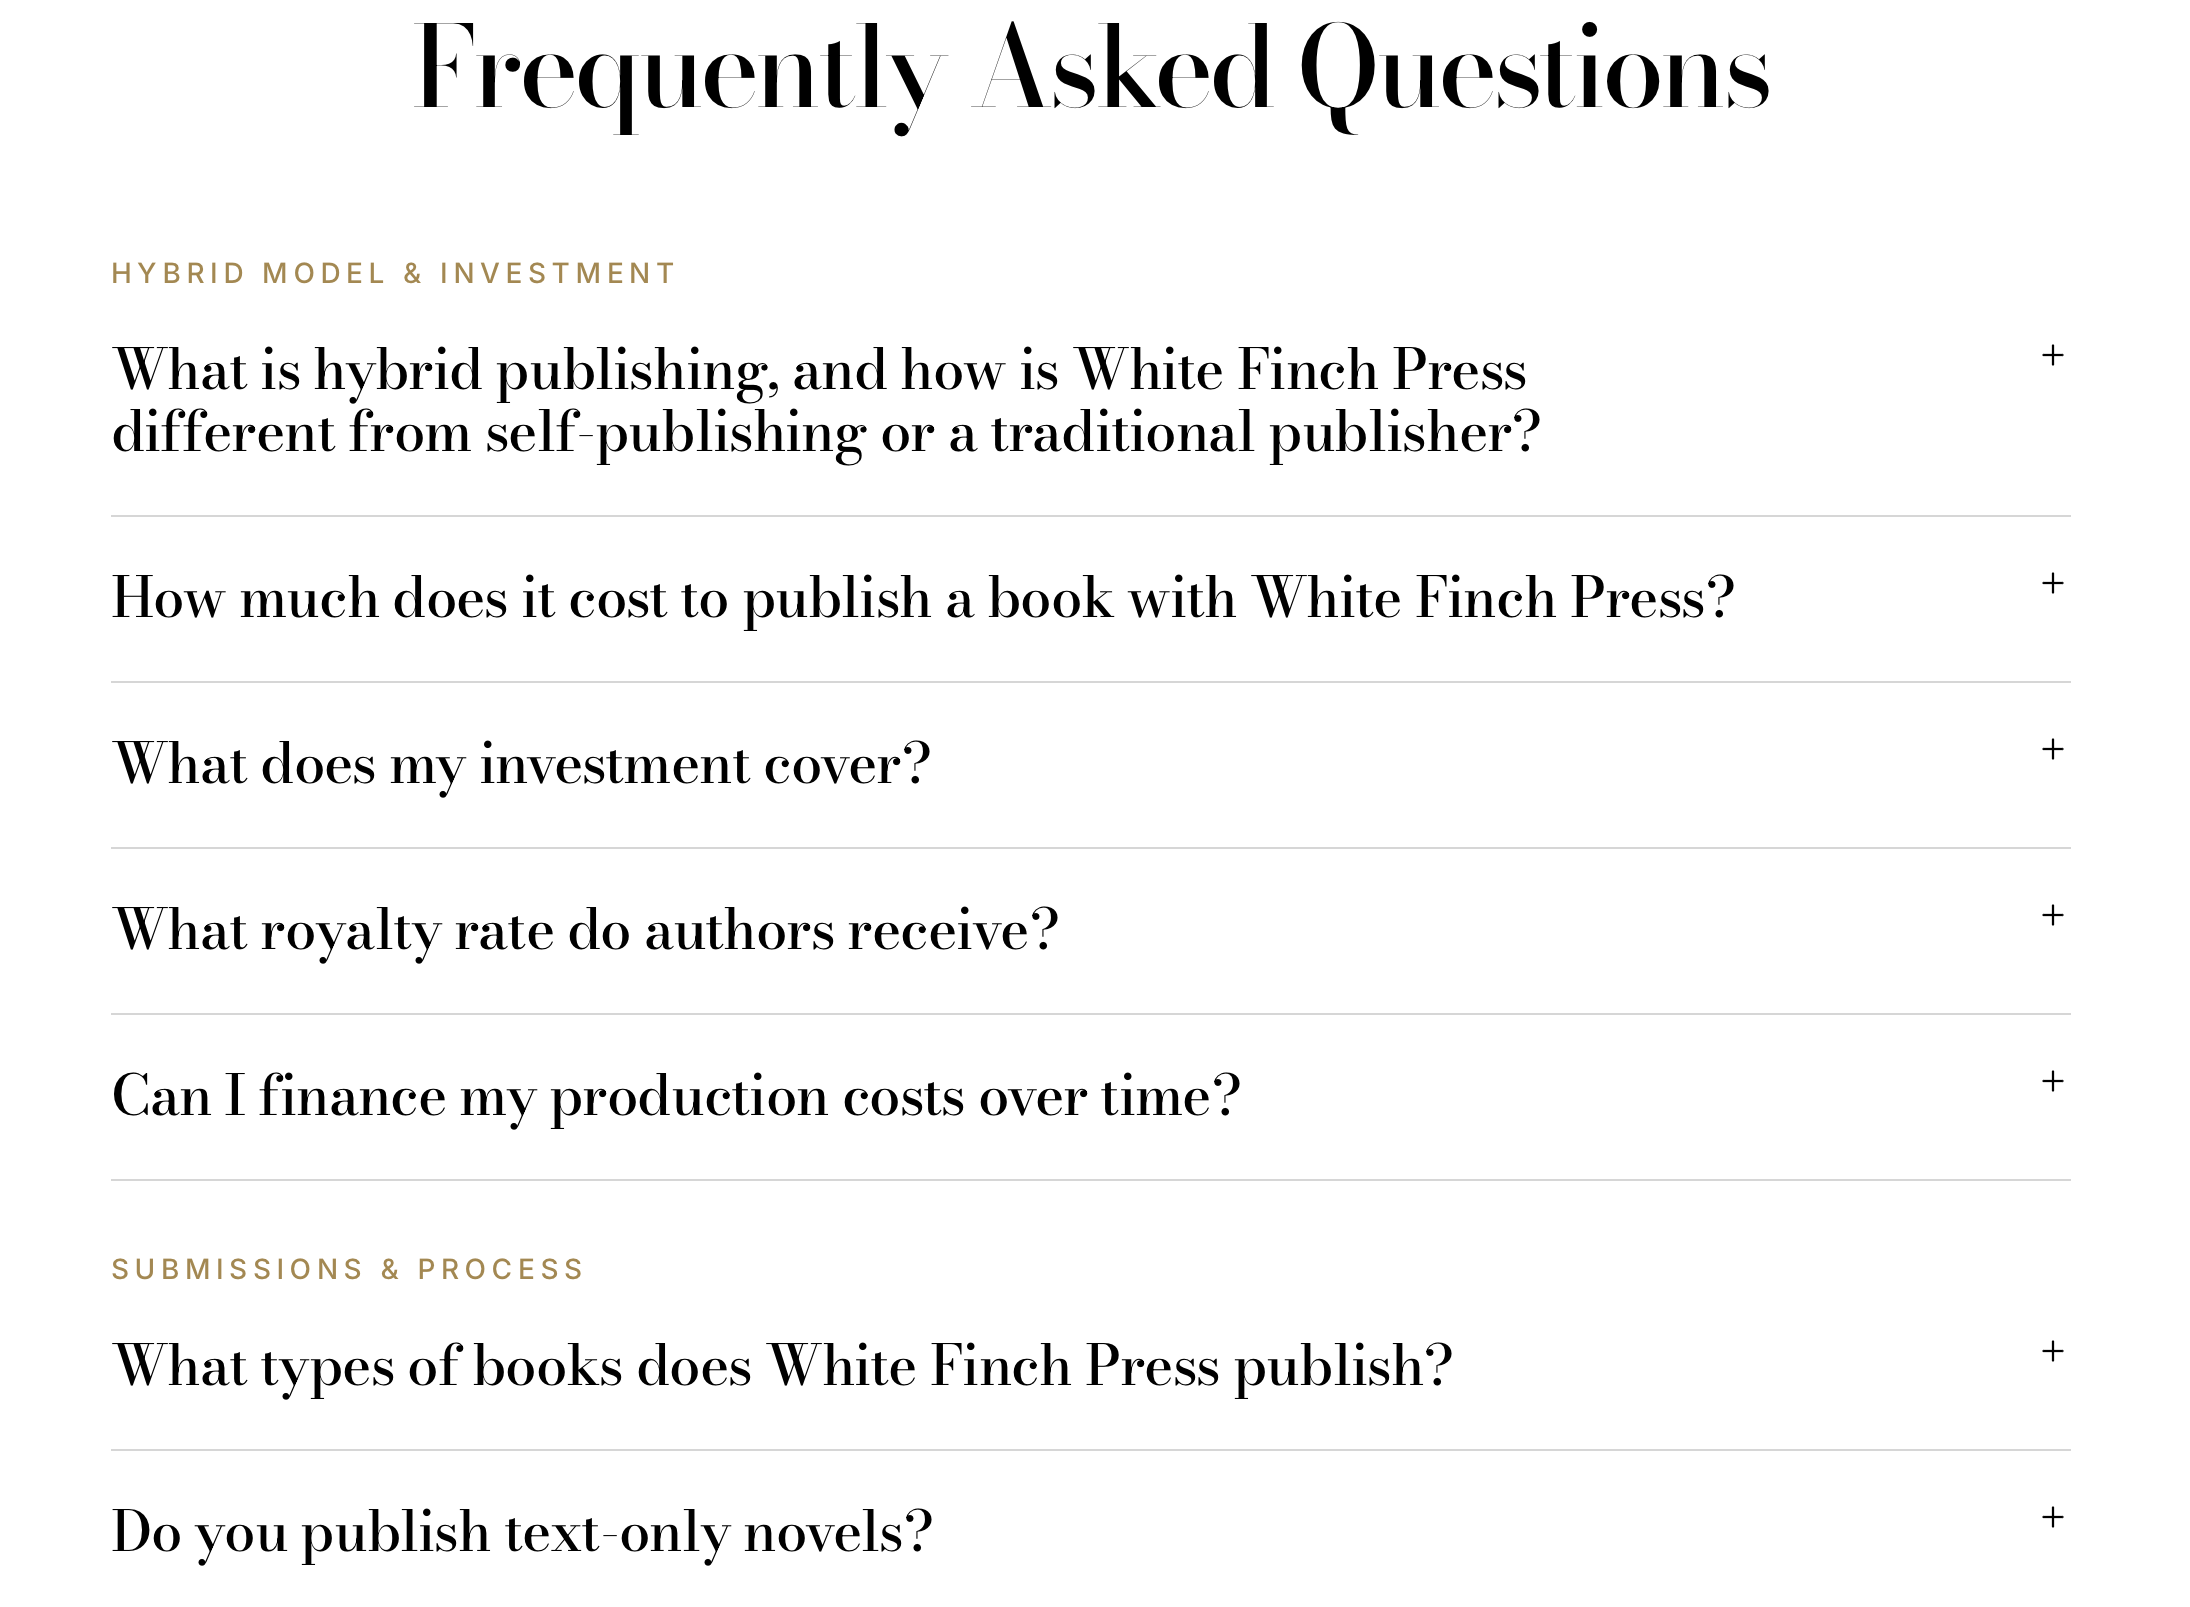 Frequently Asked Questions
HYBRID MODEL & INVESTMENT
What is hybrid publishing, and how is White Finch Press
different from self-publishing or a traditional publisher?
+
How much does it cost to publish a book with White Finch Press?
+
What does my investment cover?
+
What royalty rate do authors receive?
+
Can I finance my production costs over time?
+
SUBMISSIONS & PROCESS
What types of books does White Finch Press publish?
+
Do you publish text-only novels?
+